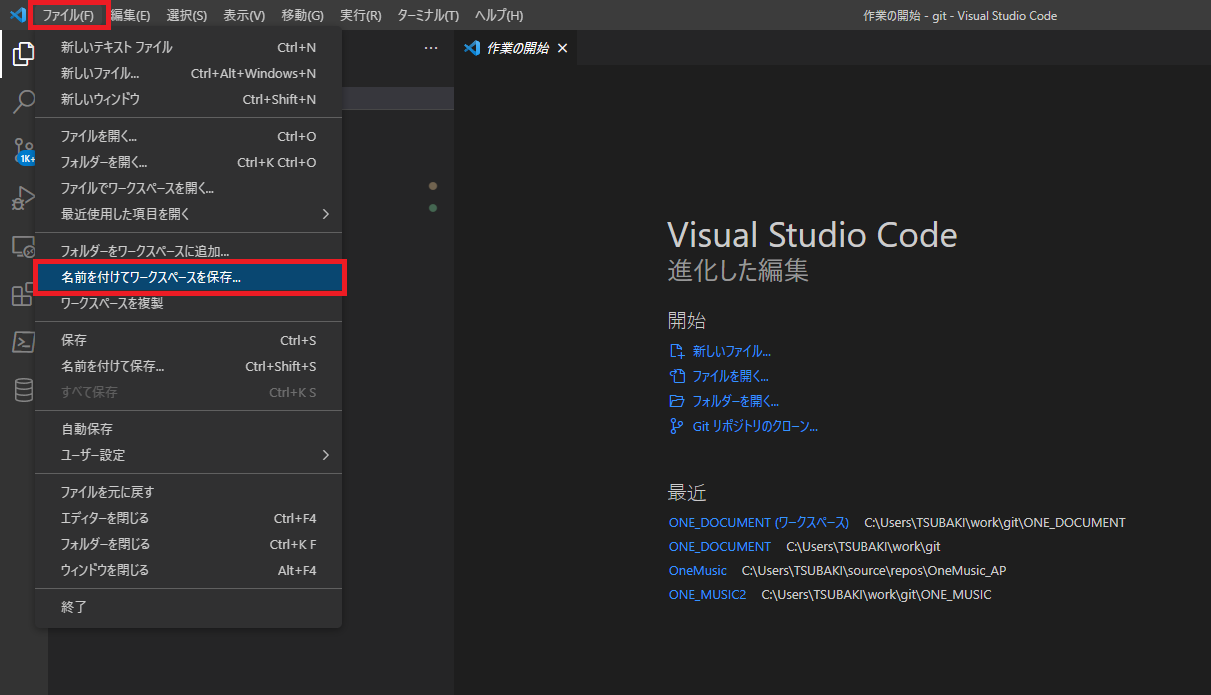 ファイル(F) 編集(E) 選択(S) 表示(V) 移動(G) 実行(R) ターミナル(T) ヘルプ(H) 作業の開始 - git - Visual Studio Code
新しいテキスト ファイル Ctrl+N
新しいファイル... Ctrl+Alt+Windows+N
新しいウィンドウ Ctrl+Shift+N
ファイルを開く... Ctrl+O
フォルダーを開く... Ctrl+K Ctrl+O
ファイルでワークスペースを開く...
最近使用した項目を開く
フォルダーをワークスペースに追加...
名前を付けてワークスペースを保存...
ワークスペースを複製
保存 Ctrl+S
名前を付けて保存... Ctrl+Shift+S
すべて保存 Ctrl+K S
自動保存
ユーザー設定
ファイルを元に戻す
エディターを閉じる Ctrl+F4
フォルダーを閉じる Ctrl+K F
ウィンドウを閉じる Alt+F4
終了
1K+
作業の開始
Visual Studio Code
進化した編集
開始
新しいファイル...
ファイルを開く...
フォルダーを開く...
Git リポジトリのクローン...
最近
ONE_DOCUMENT (ワークスペース) C:\Users\TSUBAKI\work\git\ONE_DOCUMENT
ONE_DOCUMENT C:\Users\TSUBAKI\work\git
OneMusic C:\Users\TSUBAKI\source\repos\OneMusic_AP
ONE_MUSIC2 C:\Users\TSUBAKI\work\git\ONE_MUSIC